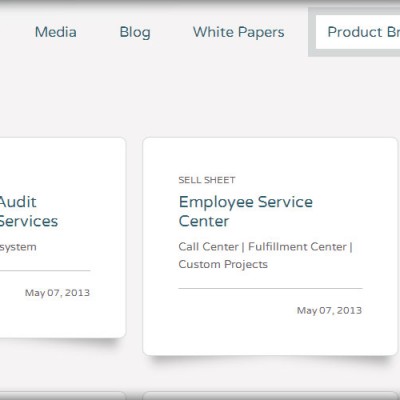 Media
Blog
White Papers
Product Br
Audit
Services
system
May 07, 2013
SELL SHEET
Employee Service
Center
Call Center | Fulfillment Center |
Custom Projects
May 07, 2013